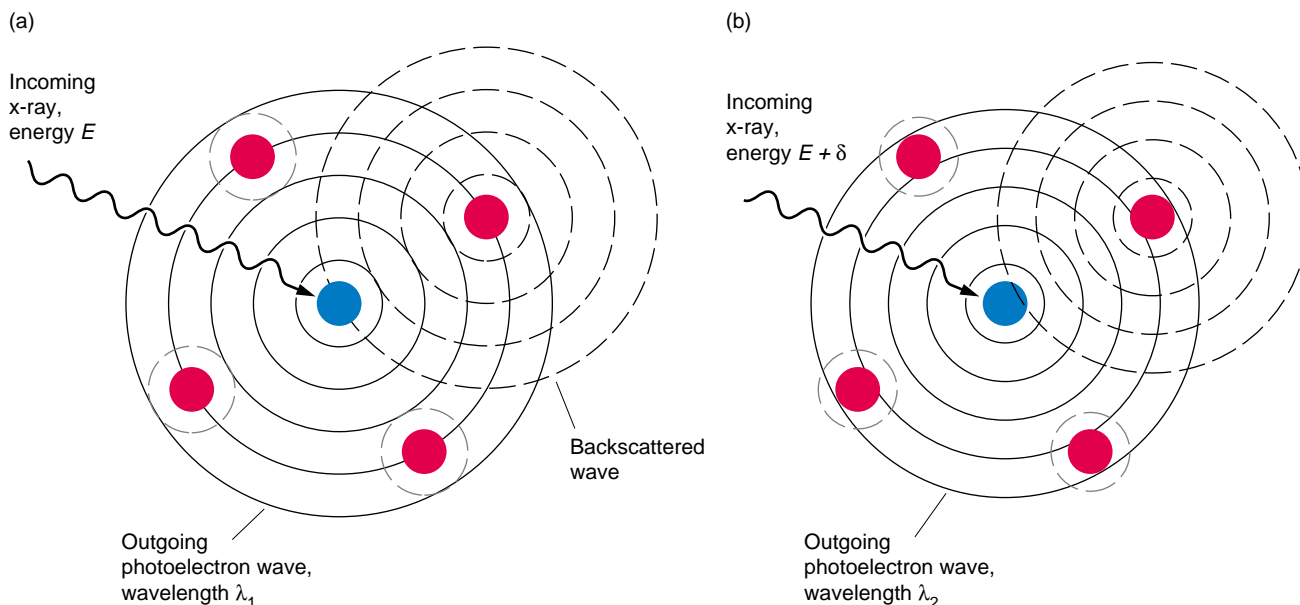 (a)
Incoming
x-ray,
energy E
Backscattered
wave
Outgoing
photoelectron wave,
wavelength λ₁
(b)
Incoming
x-ray,
energy E + δ
Outgoing
photoelectron wave,
wavelength λ₂